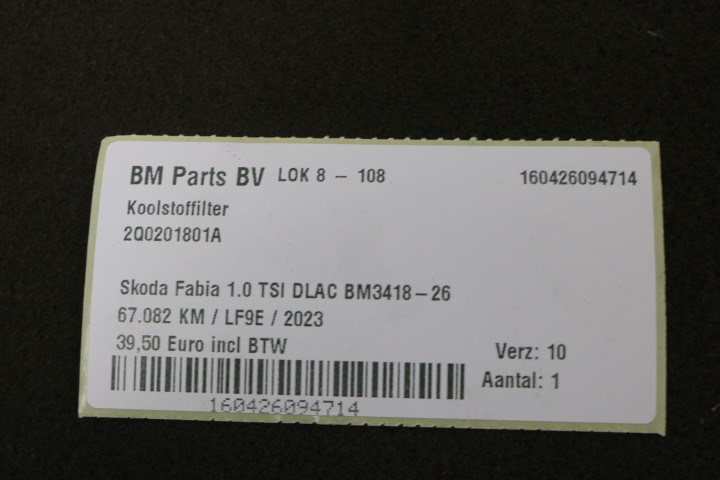 BM Parts BV LOK 8 - 108 160426094714
Koolstoffilter
2Q0201801A
Skoda Fabia 1.0 TSI DLAC BM3418-26
67.082 KM / LF9E / 2023
39,50 Euro incl BTW
Verz: 10
Aantal: 1
160426094714